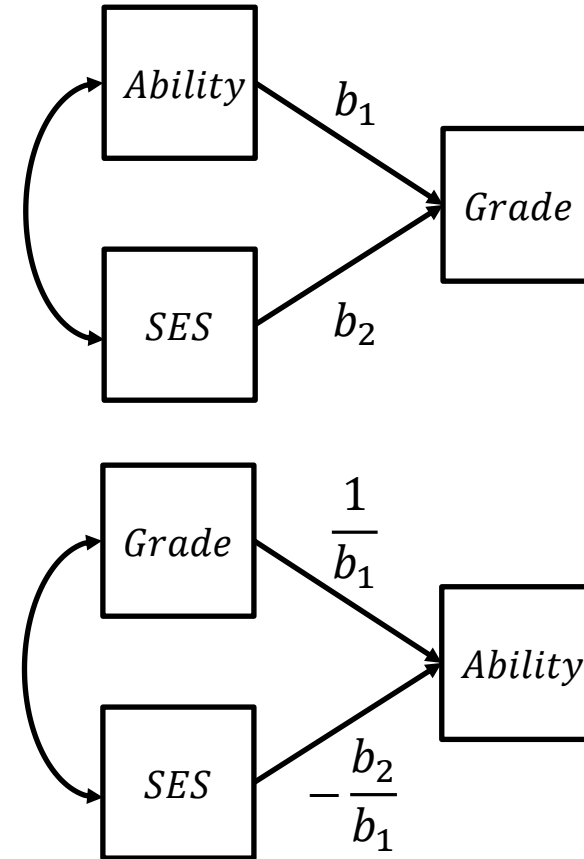 Ability
b₁
Grade
SES
b₂
Grade
1/b₁
Ability
SES
−b₂/b₁